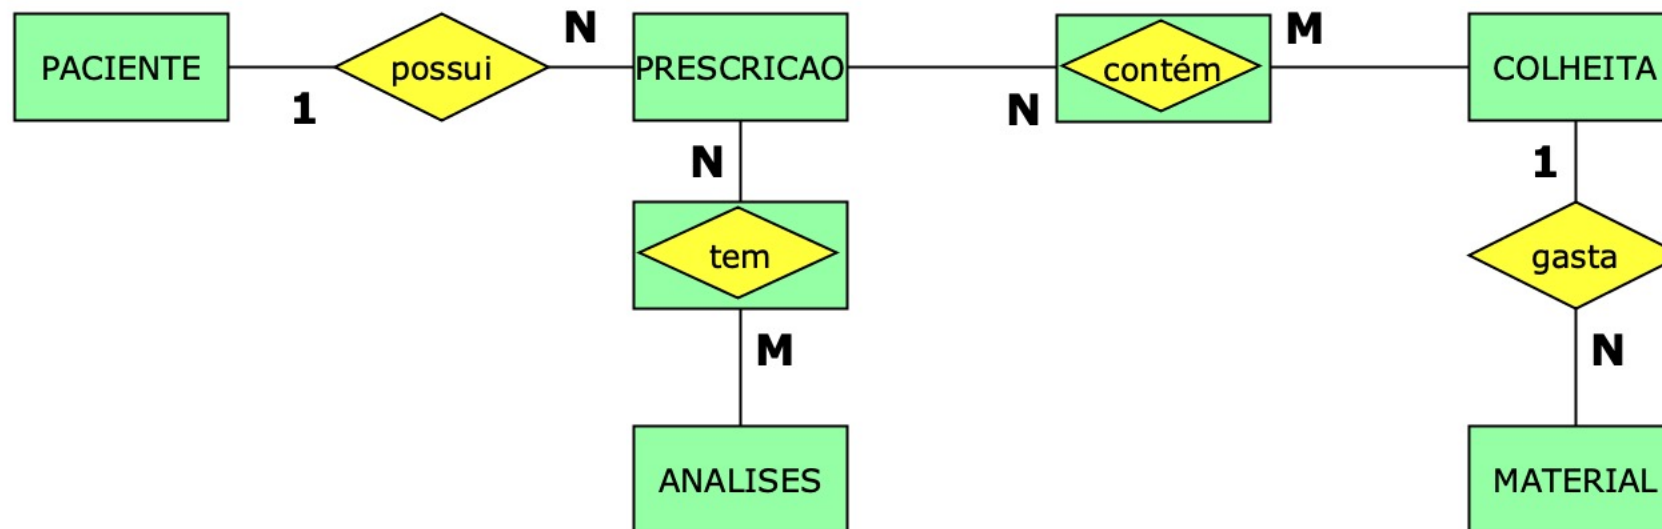 PACIENTE
1
possui
N
PRESCRICAO
N
contém
M
COLHEITA
N
tem
M
ANALISES
1
gasta
N
MATERIAL